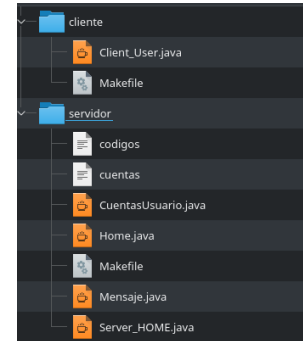 cliente
Client_User.java
Makefile
servidor
codigos
cuentas
CuentasUsuario.java
Home.java
Makefile
Mensaje.java
Server_HOME.java